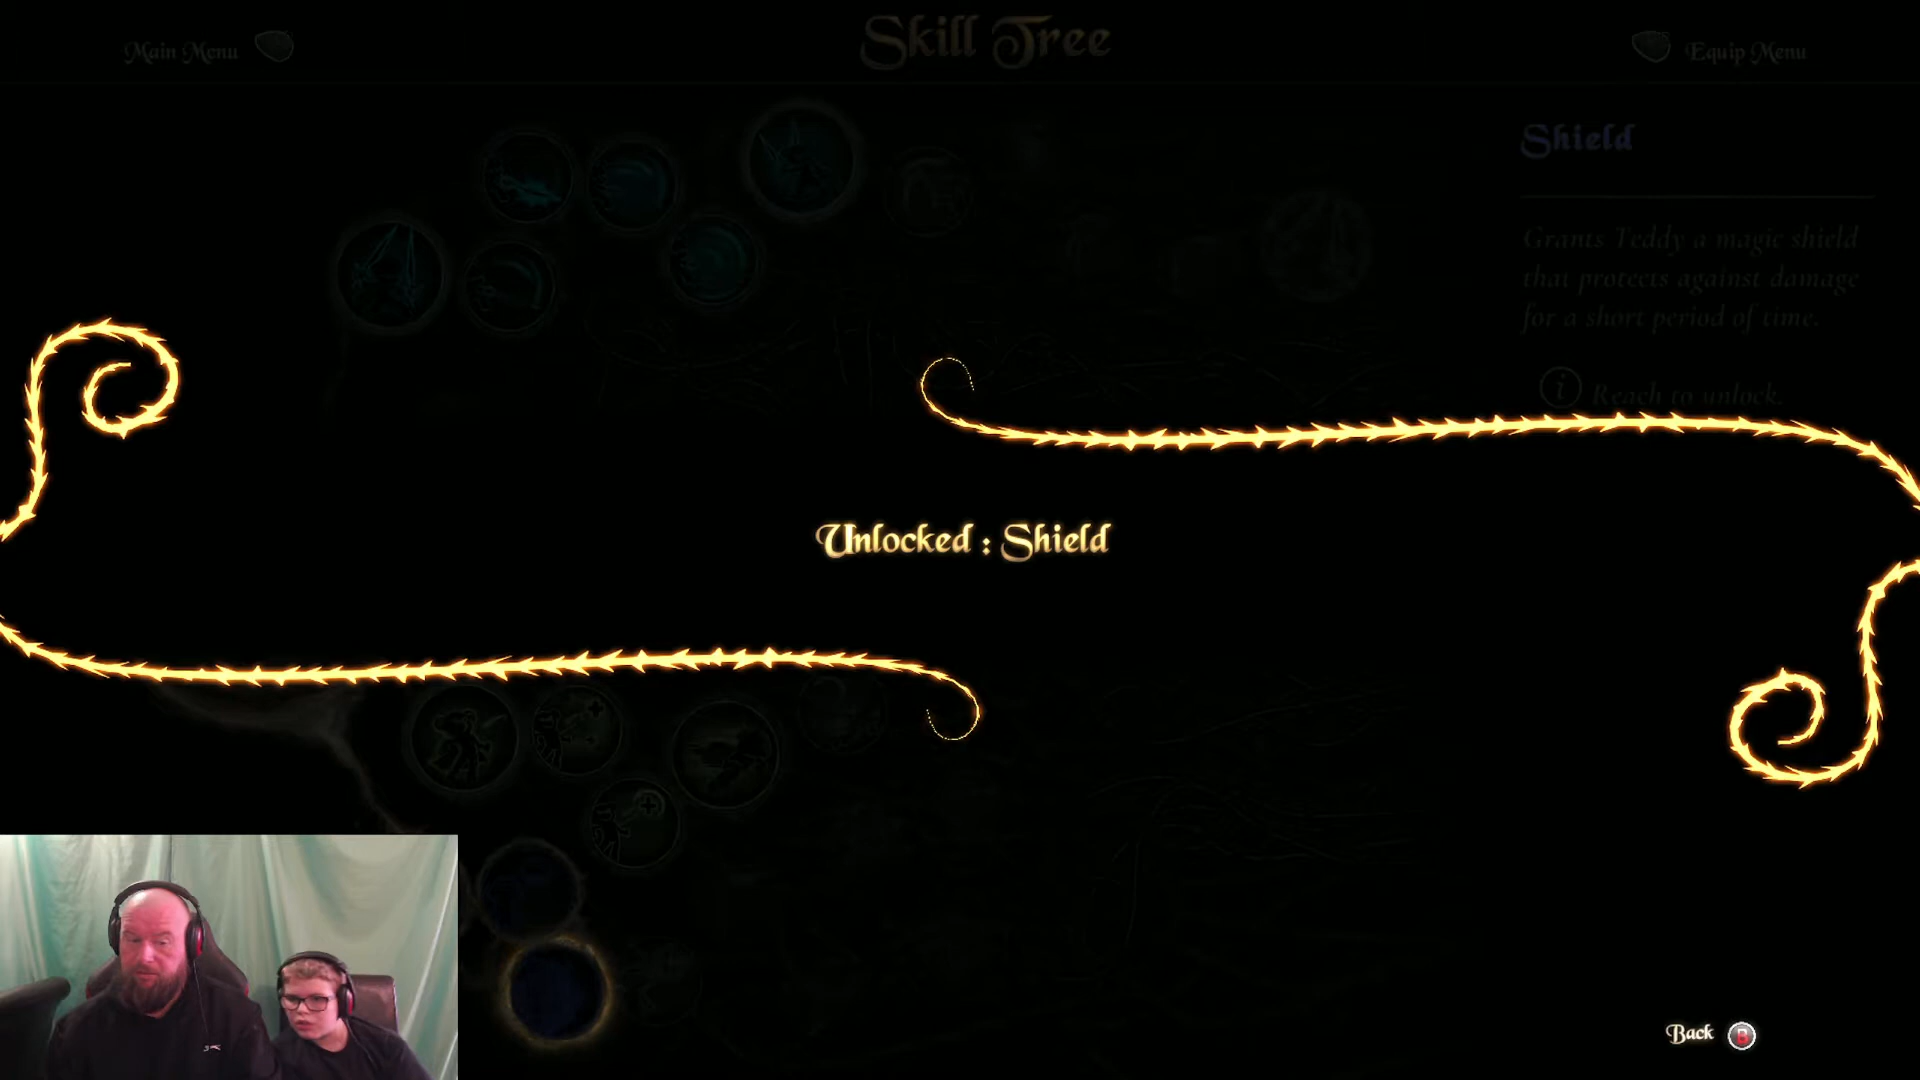 Main Menu
Skill Tree
Equip Menu
Shield
Grants Teddy a magic shield
that protects against damage
for a short period of time.
i Reach to unlock.
Unlocked : Shield
Back B